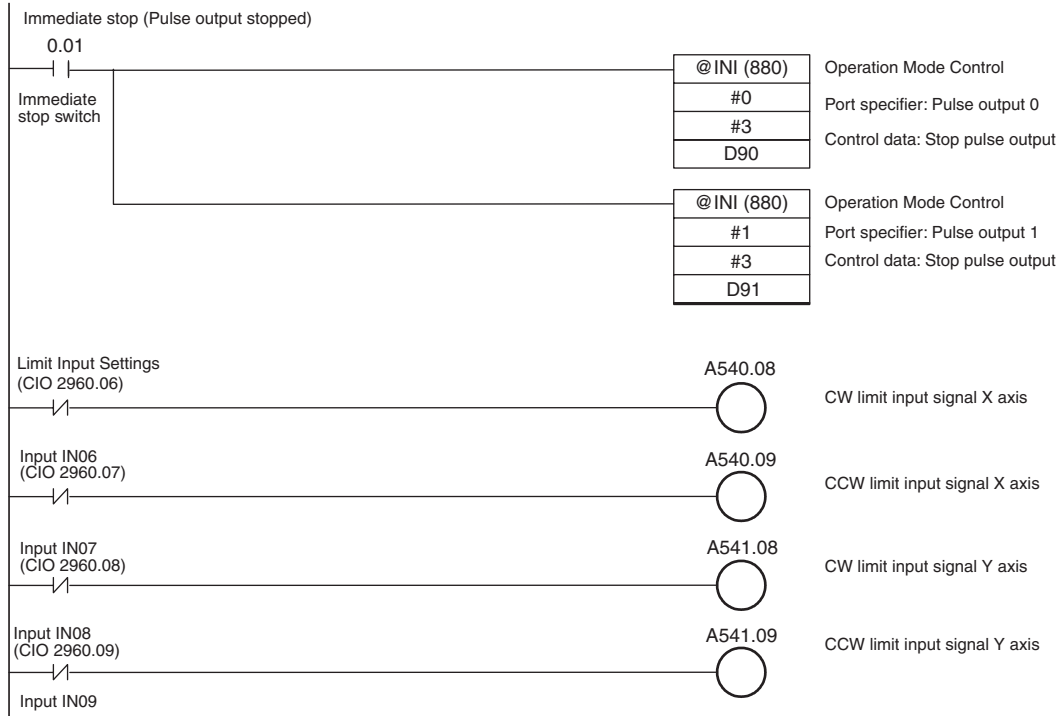 Immediate stop (Pulse output stopped)
0.01
Immediate
stop switch
@INI (880)
#0
#3
D90
Operation Mode Control
Port specifier: Pulse output 0
Control data: Stop pulse output
@INI (880)
#1
#3
D91
Operation Mode Control
Port specifier: Pulse output 1
Control data: Stop pulse output
Limit Input Settings
(CIO 2960.06)
A540.08
CW limit input signal X axis
Input IN06
(CIO 2960.07)
A540.09
CCW limit input signal X axis
Input IN07
(CIO 2960.08)
A541.08
CW limit input signal Y axis
Input IN08
(CIO 2960.09)
A541.09
CCW limit input signal Y axis
Input IN09